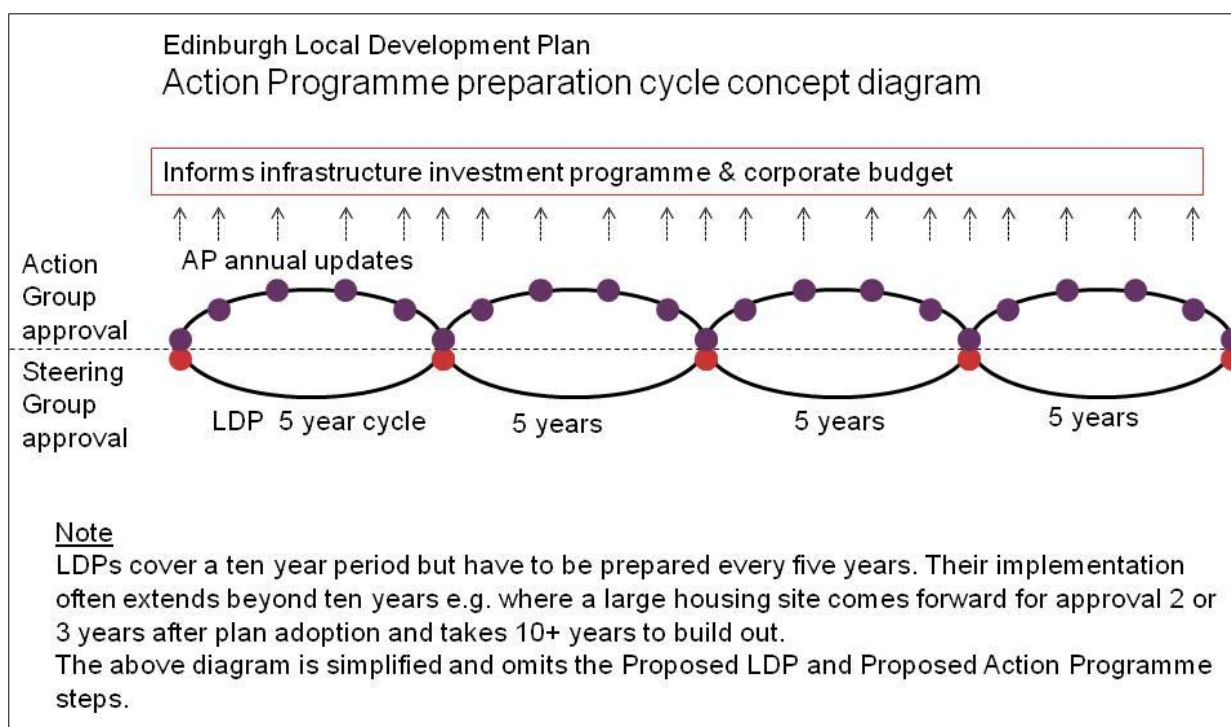 Edinburgh Local Development Plan
Action Programme preparation cycle concept diagram
Informs infrastructure investment programme & corporate budget
AP annual updates
Action
Group
approval
Steering
Group
approval
LDP 5 year cycle
5 years
5 years
5 years
Note
LDPs cover a ten year period but have to be prepared every five years. Their implementation
often extends beyond ten years e.g. where a large housing site comes forward for approval 2 or
3 years after plan adoption and takes 10+ years to build out.
The above diagram is simplified and omits the Proposed LDP and Proposed Action Programme
steps.